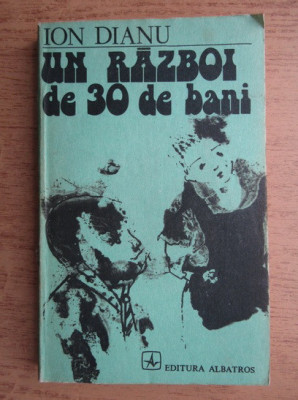 ION DIANU
UN RĂZBOI
de 30 de bani
EDITURA ALBATROS